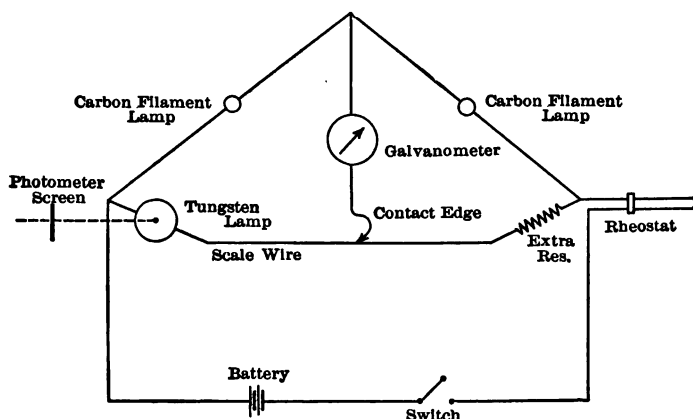 Carbon Filament
Lamp
Carbon Filament
Lamp
Galvanometer
Photometer
Screen
Tungsten
Lamp
Contact Edge
Scale Wire
Extra
Res.
Rheostat
Battery
Switch